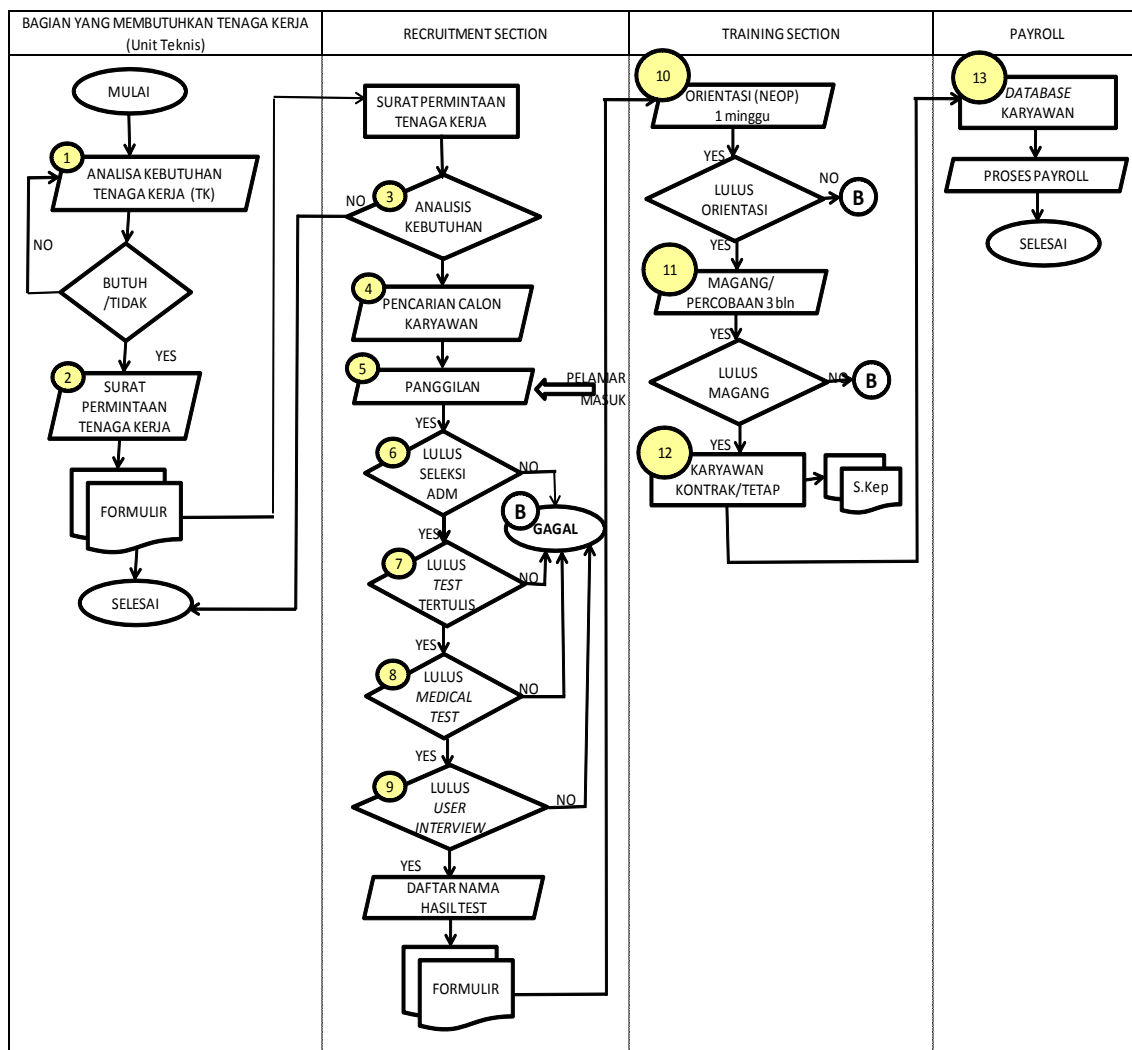 BAGIAN YANG MEMBUTUHKAN TENAGA KERJA
(Unit Teknis)
RECRUITMENT SECTION
TRAINING SECTION
PAYROLL
MULAI
1
ANALISA KEBUTUHAN
TENAGA KERJA (TK)
NO
BUTUH
/TIDAK
YES
2
SURAT
PERMINTAAN
TENAGA KERJA
FORMULIR
SELESAI
SURAT PERMINTAAN
TENAGA KERJA
NO
3
ANALISIS
KEBUTUHAN
4
PENCARIAN CALON
KARYAWAN
5
PANGGILAN
PELAMAR
MASUK
YES
6
LULUS
SELEKSI
ADM
NO
B
GAGAL
YES
7
LULUS
TEST
TERTULIS
NO
YES
8
LULUS
MEDICAL
TEST
NO
YES
9
LULUS
USER
INTERVIEW
NO
YES
DAFTAR NAMA
HASIL TEST
FORMULIR
10
ORIENTASI (NEOP)
1 minggu
YES
LULUS
ORIENTASI
NO
B
YES
11
MAGANG/
PERCOBAAN 3 bln
YES
LULUS
MAGANG
NO
B
YES
12
KARYAWAN
KONTRAK/TETAP
S.Kep
13
DATABASE
KARYAWAN
PROSES PAYROLL
SELESAI